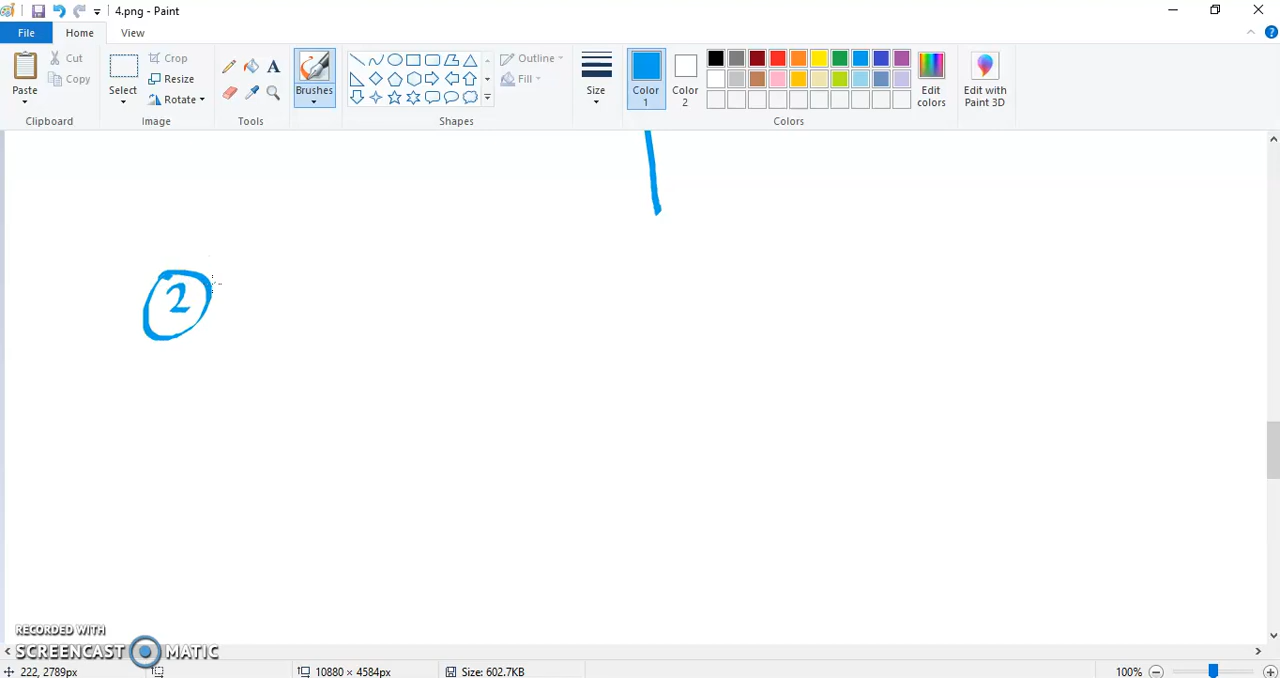 4.png - Paint
File Home View
Paste
Cut
Copy
Clipboard
Select
Crop
Resize
Rotate
Image
Tools
Brushes
Shapes
Outline
Fill
Size
Color 1
Color 2
Edit colors
Edit with Paint 3D
Colors
2
RECORDED WITH
SCREENCAST MATIC
222, 2789px 10880 × 4584px Size: 602.7KB 100%